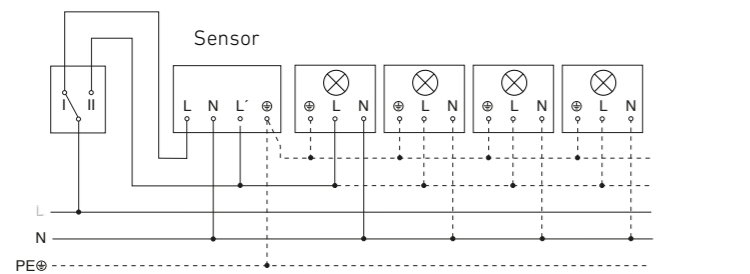 Sensor
I II
L N L´ ⏚
⏚ L N
⏚ L N
⏚ L N
⏚ L N
L
N
PE⏚